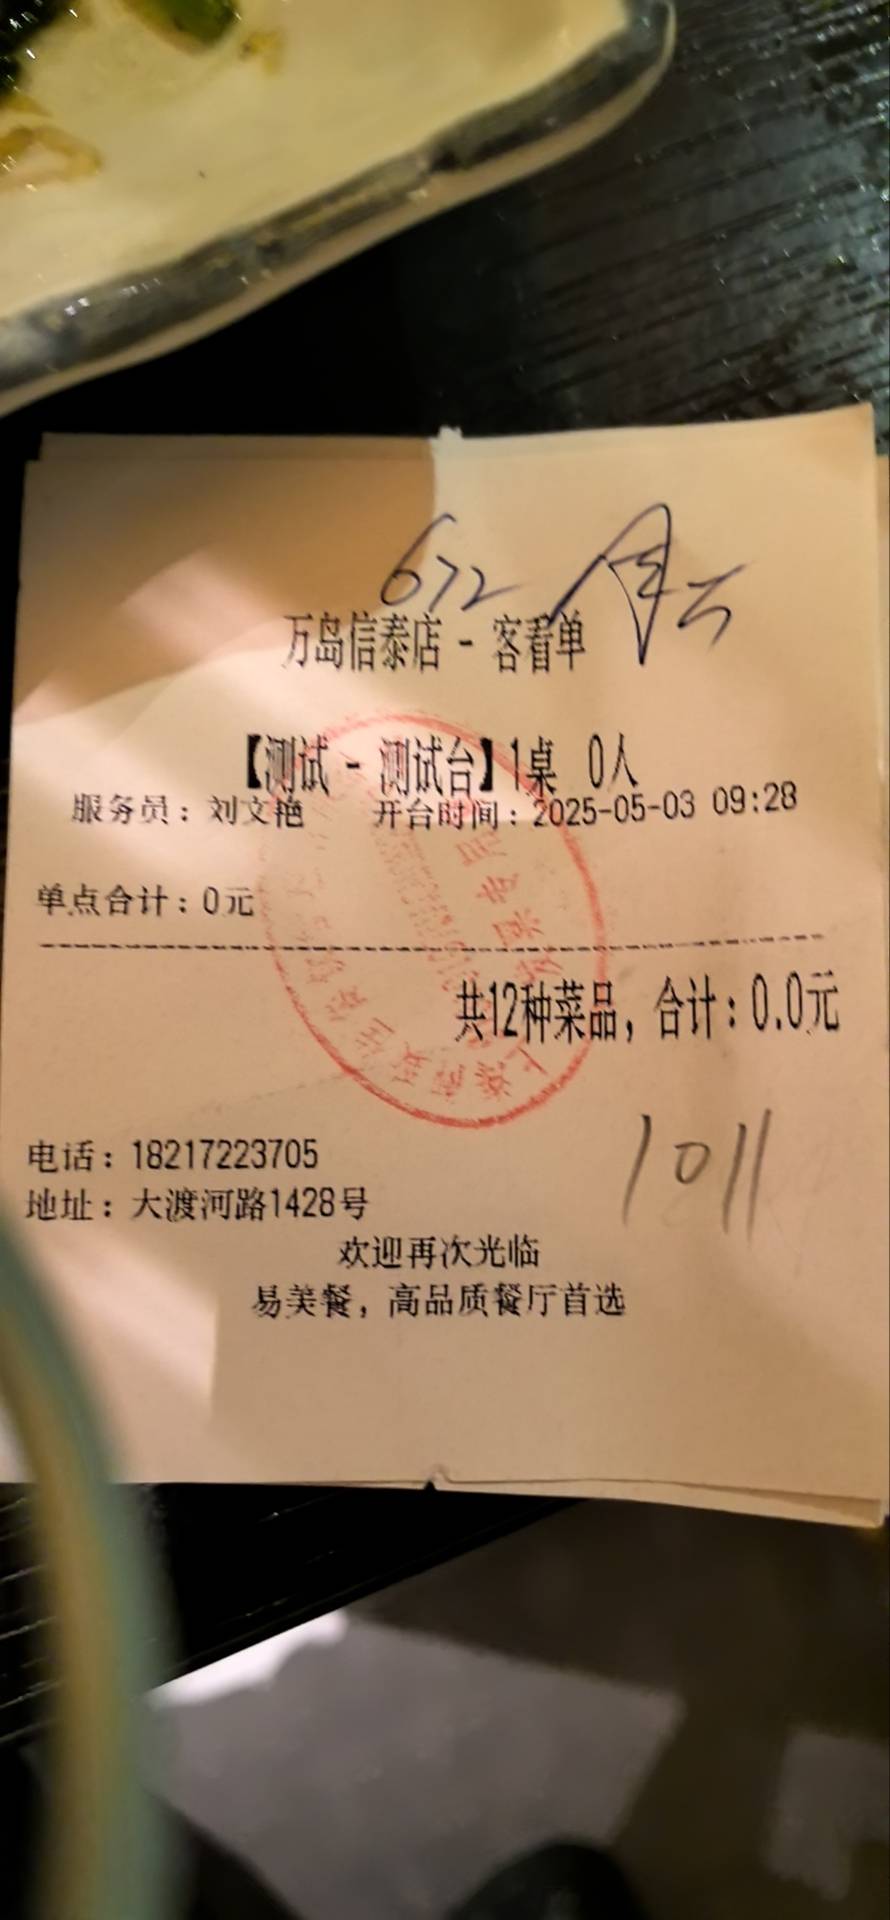 672
万岛信泰店 - 客看单
【测试 - 测试台】1桌 0人
服务员：刘文艳 开台时间：2025-05-03 09:28
单点合计：0元
共12种菜品，合计：0.0元
1011
电话：18217223705
地址：大渡河路1428号
欢迎再次光临
易美餐，高品质餐厅首选